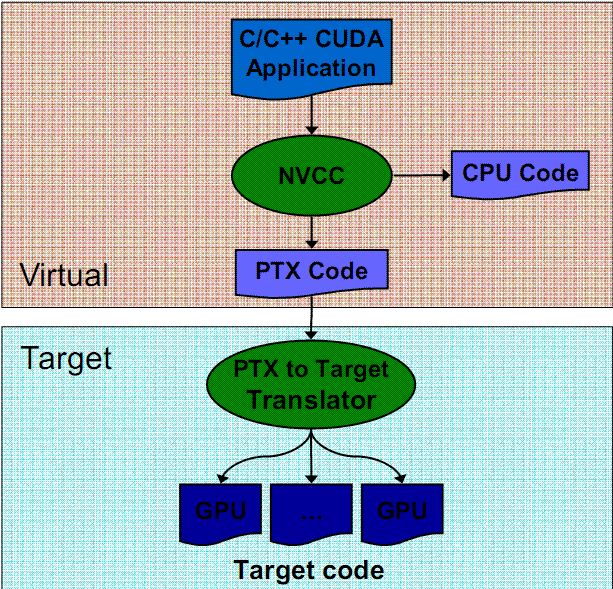 C/C++ CUDA
Application
NVCC
CPU Code
PTX Code
Virtual
Target
PTX to Target
Translator
GPU
...
GPU
Target code